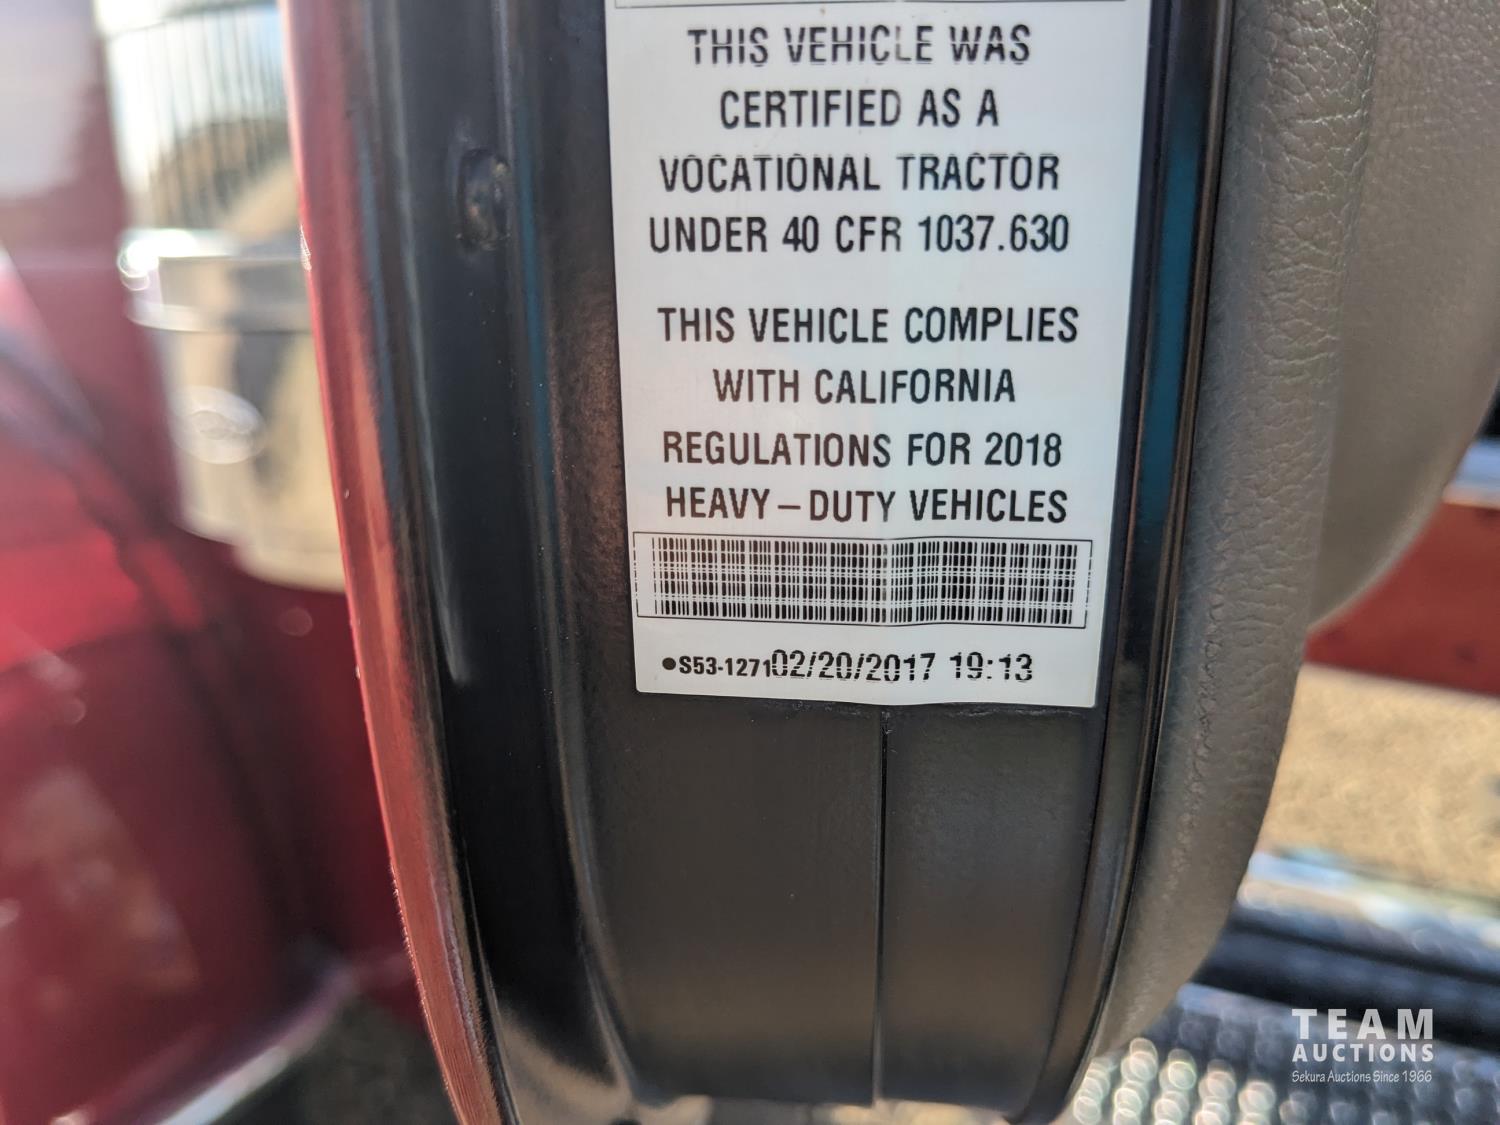 THIS VEHICLE WAS
CERTIFIED AS A
VOCATIONAL TRACTOR
UNDER 40 CFR 1037.630
THIS VEHICLE COMPLIES
WITH CALIFORNIA
REGULATIONS FOR 2018
HEAVY-DUTY VEHICLES
•S53-1271 02/20/2017 19:13
TEAM
AUCTIONS
Sekura Auctions Since 1966